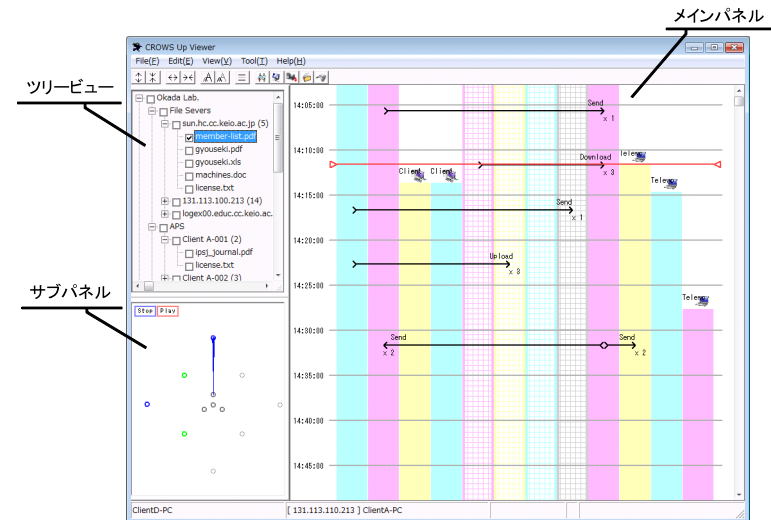 メインパネル
CROWS Up Viewer
File(F) Edit(E) View(V) Tool(T) Help(H)
ツリービュー
Okada Lab.
File Severs
sun.hc.cc.keio.ac.jp (5)
member-list.pdf
gyouseki.pdf
gyouseki.xls
machines.doc
license.txt
131.113.100.213 (14)
logex00.educ.cc.keio.ac.
APS
Client A-001 (2)
ipsj_journal.pdf
license.txt
Client A-002 (3)
サブパネル
Stop Play
14:05:00
Send
x 1
14:10:00
Download
x 3
Telepy
Client Client
Telepy
14:15:00
Send
x 1
14:20:00
Upload
x 3
14:25:00
Telepy
14:30:00
Send
x 2
Send
x 2
14:35:00
14:40:00
14:45:00
ClientD-PC
[ 131.113.110.213 ] ClientA-PC